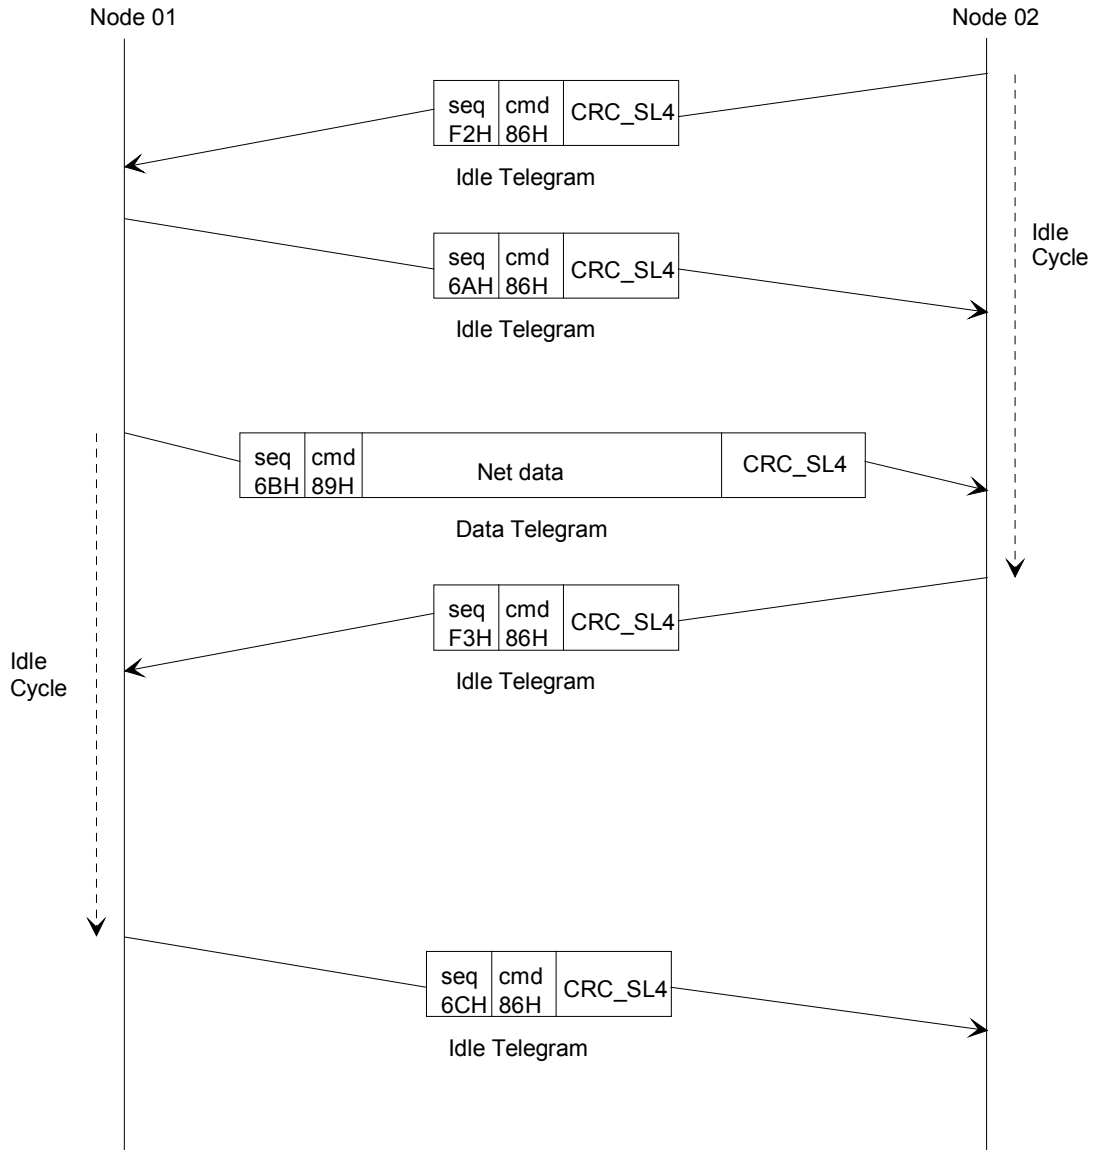 Node 01
Node 02
seq cmd CRC_SL4
F2H 86H
Idle Telegram
Idle
Cycle
seq cmd CRC_SL4
6AH 86H
Idle Telegram
seq cmd Net data CRC_SL4
6BH 89H
Data Telegram
seq cmd CRC_SL4
F3H 86H
Idle Telegram
Idle
Cycle
seq cmd CRC_SL4
6CH 86H
Idle Telegram